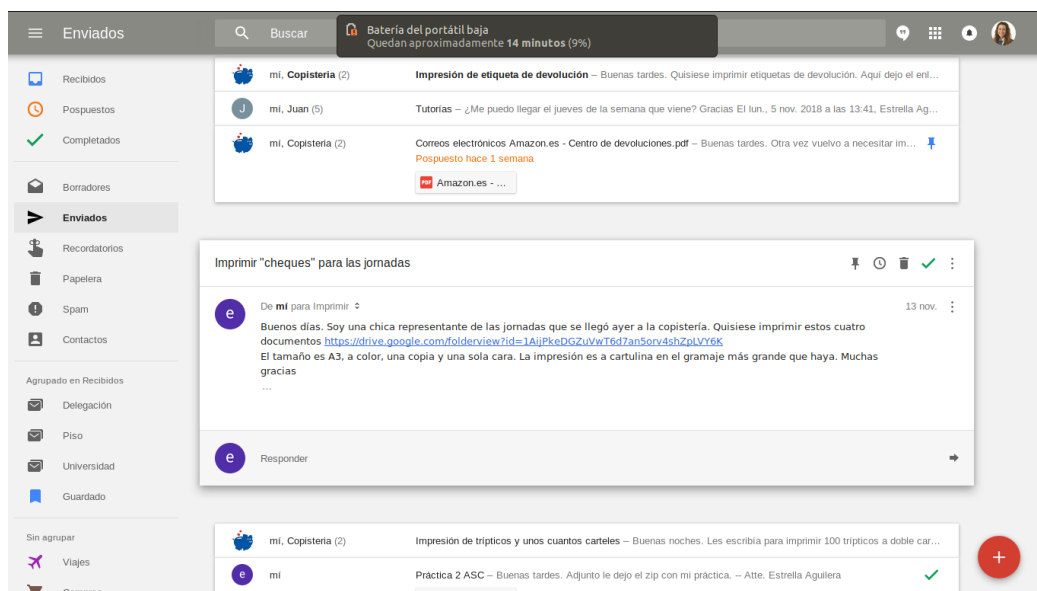 Enviados
Buscar
Batería del portátil baja
Quedan aproximadamente 14 minutos (9%)
Recibidos
Pospuestos
Completados
Borradores
Enviados
Recordatorios
Papelera
Spam
Contactos
Agrupado en Recibidos
Delegación
Piso
Universidad
Guardado
Sin agrupar
Viajes
mí, Copisteria (2)
Impresión de etiqueta de devolución – Buenas tardes. Quisiese imprimir etiquetas de devolución. Aquí dejo el enl...
J
mí, Juan (5)
Tutorías – ¿Me puedo llegar el jueves de la semana que viene? Gracias El lun., 5 nov. 2018 a las 13:41, Estrella Ag...
mí, Copisteria (2)
Correos electrónicos Amazon.es - Centro de devoluciones.pdf – Buenas tardes. Otra vez vuelvo a necesitar im...
Pospuesto hace 1 semana
PDF Amazon.es - ...
Imprimir "cheques" para las jornadas
e
De mí para Imprimir
13 nov.
Buenos días. Soy una chica representante de las jornadas que se llegó ayer a la copistería. Quisiese imprimir estos cuatro
documentos https://drive.google.com/folderview?id=1AijPkeDGZuVwT6d7an5orv4shZpLVY6K
El tamaño es A3, a color, una copia y una sola cara. La impresión es a cartulina en el gramaje más grande que haya. Muchas
gracias
...
e
Responder
mí, Copisteria (2)
Impresión de trípticos y unos cuantos carteles – Buenas noches. Les escribía para imprimir 100 trípticos a doble car...
e
mí
Práctica 2 ASC – Buenas tardes. Adjunto le dejo el zip con mi práctica. – Atte. Estrella Aguilera